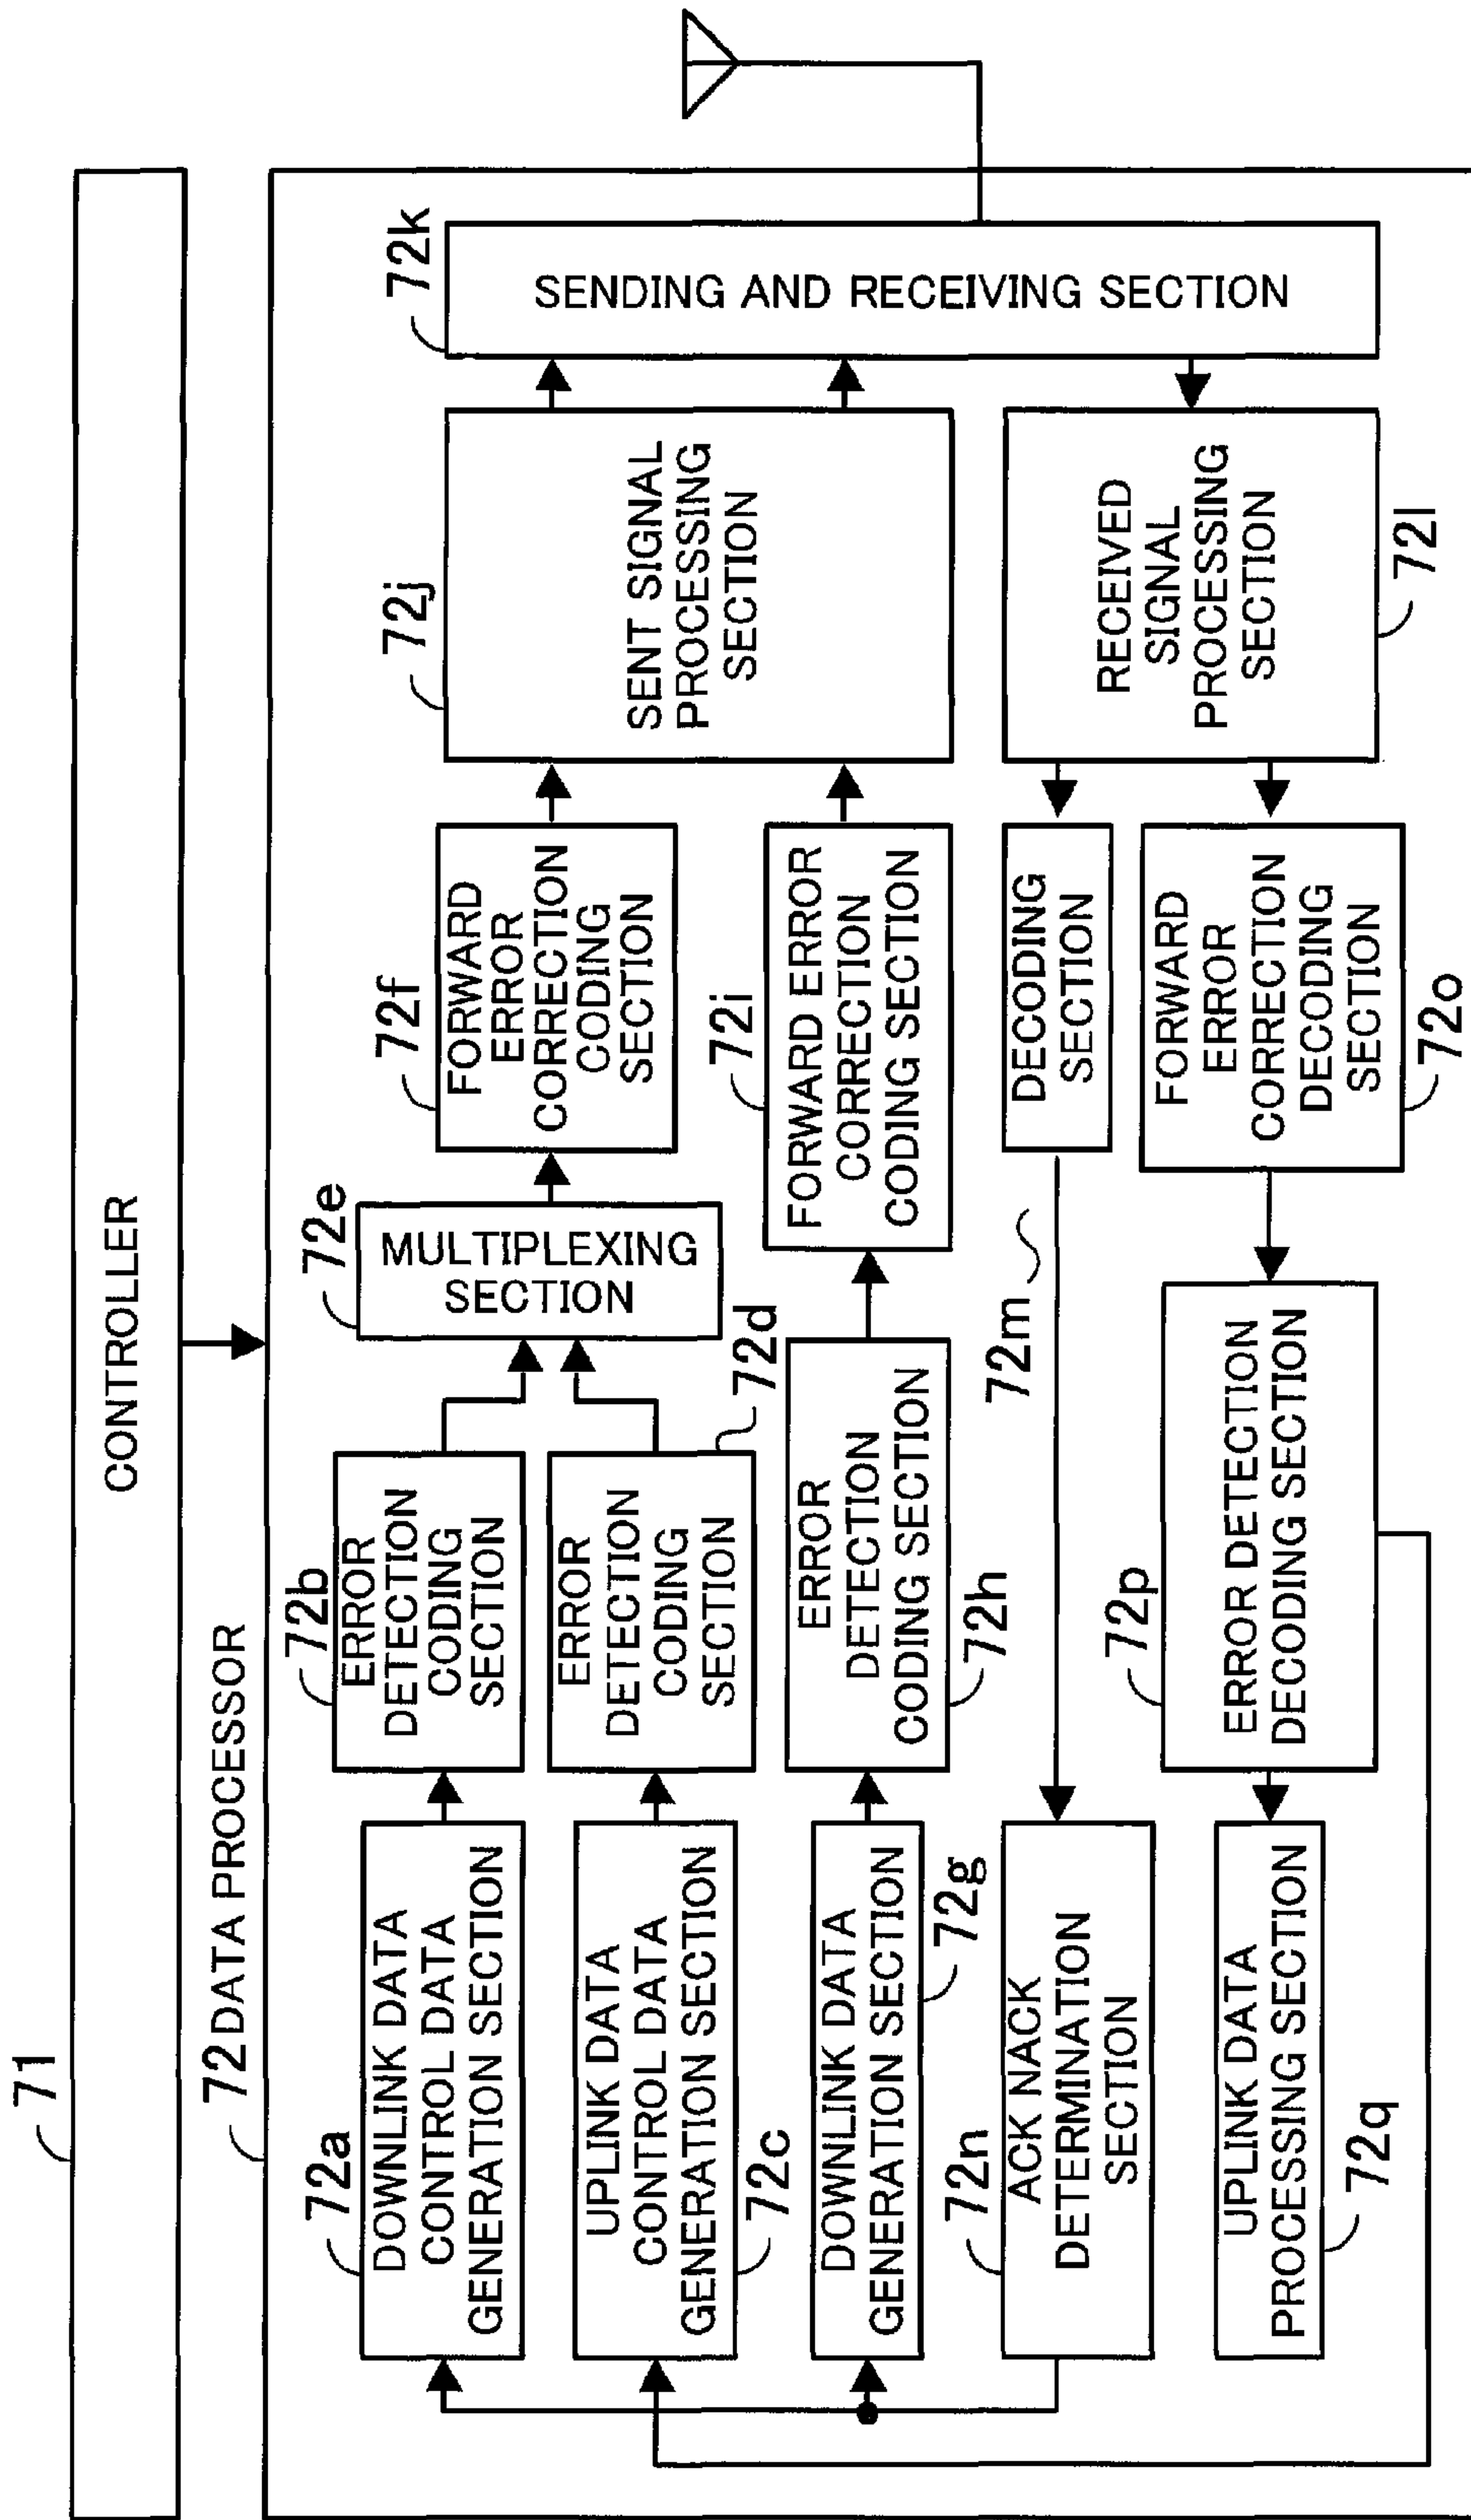 71
CONTROLLER
72 DATA PROCESSOR
72a
DOWNLINK DATA
CONTROL DATA
GENERATION SECTION
72b
ERROR
DETECTION
CODING
SECTION
UPLINK DATA
CONTROL DATA
GENERATION SECTION
72c
ERROR
DETECTION
CODING
SECTION
72d
72e
MULTIPLEXING
SECTION
72f
FORWARD
ERROR
CORRECTION
CODING
SECTION
DOWNLINK DATA
GENERATION SECTION
72g
ERROR
DETECTION
CODING SECTION
72h
72i
FORWARD ERROR
CORRECTION
CODING SECTION
72j
SENT SIGNAL
PROCESSING
SECTION
72k
SENDING AND RECEIVING SECTION
RECEIVED
SIGNAL
PROCESSING
SECTION
72l
DECODING
SECTION
72m
72n
ACK NACK
DETERMINATION
SECTION
FORWARD
ERROR
CORRECTION
DECODING
SECTION
72o
72p
ERROR DETECTION
DECODING SECTION
UPLINK DATA
PROCESSING SECTION
72q